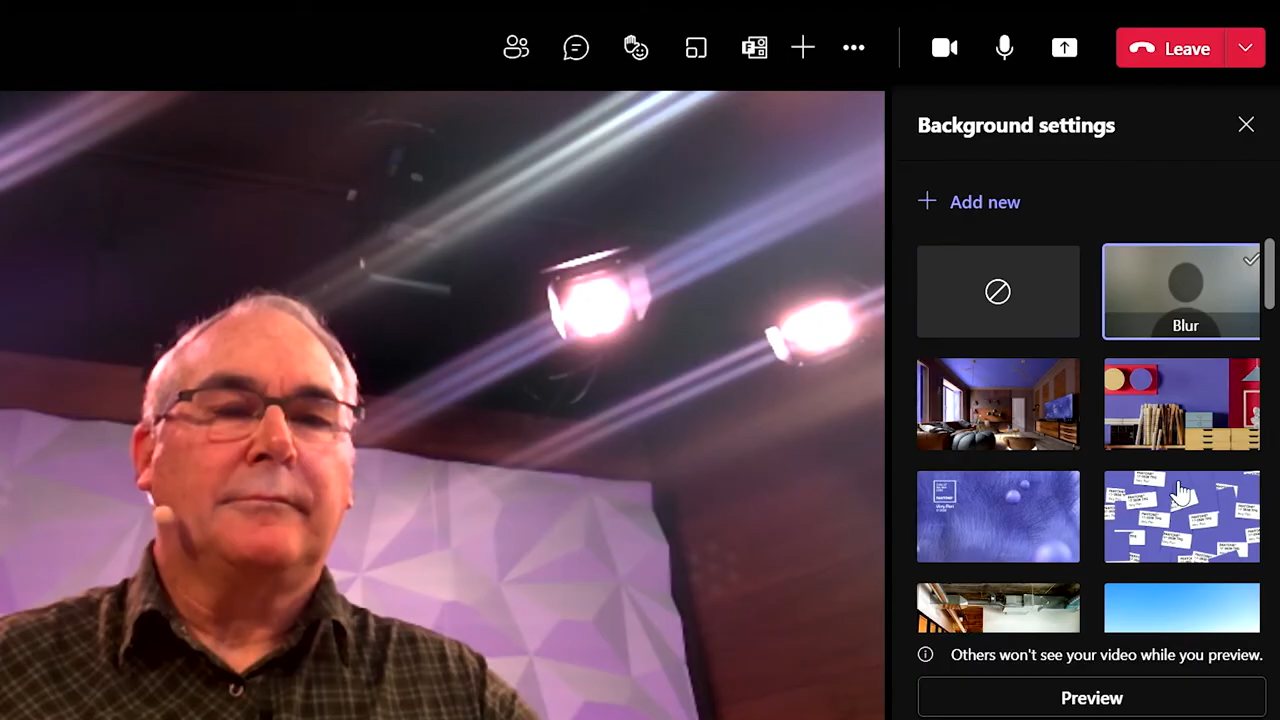 Leave
Background settings
Add new
Blur
Others won't see your video while you preview.
Preview